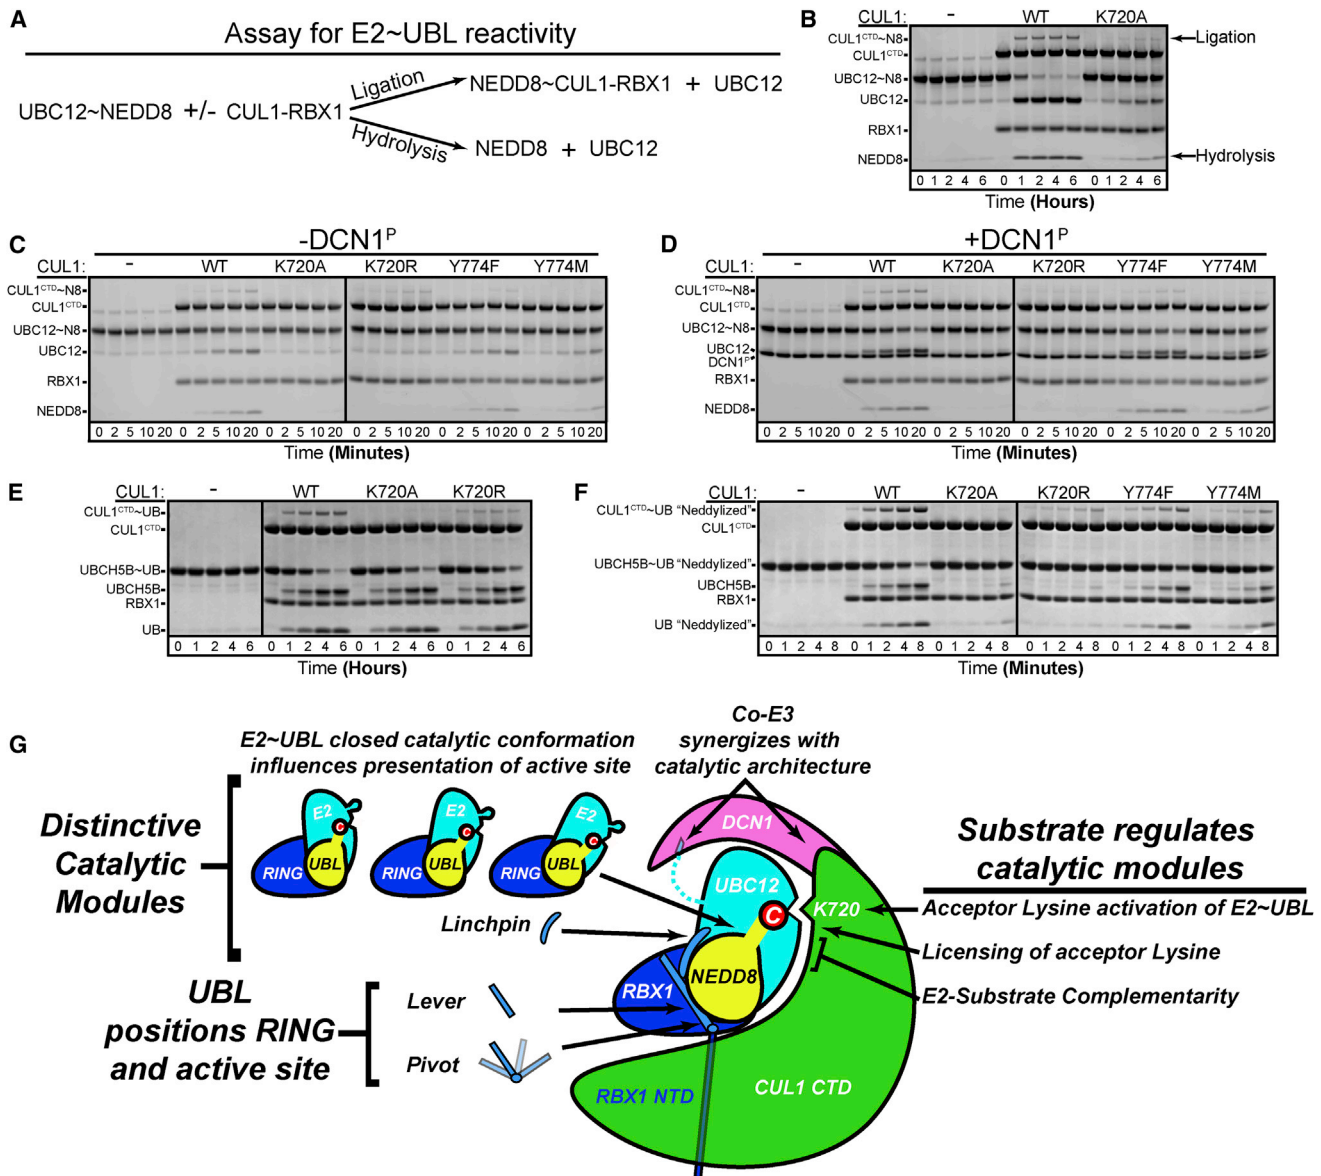 A
Assay for E2~UBL reactivity
UBC12~NEDD8 +/- CUL1-RBX1
Ligation
NEDD8~CUL1-RBX1 + UBC12
Hydrolysis
NEDD8 + UBC12
B
CUL1: - WT K720A
CUL1CTD~N8
CUL1CTD
UBC12~N8
UBC12
RBX1
NEDD8
Ligation
Hydrolysis
0 1 2 4 6 0 1 2 4 6 0 1 2 4 6
Time (Hours)
C
-DCN1P
CUL1: - WT K720A K720R Y774F Y774M
CUL1CTD~N8
CUL1CTD
UBC12~N8
UBC12
RBX1
NEDD8
0 2 5 10 20 0 2 5 10 20 0 2 5 10 20 0 2 5 10 20 0 2 5 10 20 0 2 5 10 20
Time (Minutes)
D
+DCN1P
CUL1: - WT K720A K720R Y774F Y774M
CUL1CTD~N8
CUL1CTD
UBC12~N8
UBC12
DCN1P
RBX1
NEDD8
0 2 5 10 20 0 2 5 10 20 0 2 5 10 20 0 2 5 10 20 0 2 5 10 20 0 2 5 10 20
Time (Minutes)
E
CUL1: - WT K720A K720R
CUL1CTD~UB
CUL1CTD
UBCH5B~UB
UBCH5B
RBX1
UB
0 1 2 4 6 0 1 2 4 6 0 1 2 4 6 0 1 2 4 6
Time (Hours)
F
CUL1: - WT K720A K720R Y774F Y774M
CUL1CTD~UB "Neddylized"
CUL1CTD
UBCH5B~UB "Neddylized"
UBCH5B
RBX1
UB "Neddylized"
0 1 2 4 8 0 1 2 4 8 0 1 2 4 8 0 1 2 4 8 0 1 2 4 8 0 1 2 4 8
Time (Minutes)
G
E2~UBL closed catalytic conformation
influences presentation of active site
Distinctive
Catalytic
Modules
E2 C UBL RING
E2 C UBL RING
E2 C UBL RING
Linchpin
UBL
positions RING
and active site
Lever
Pivot
Co-E3
synergizes with
catalytic architecture
DCN1
UBC12
C
K720
NEDD8
RBX1
RBX1 NTD
CUL1 CTD
Substrate regulates
catalytic modules
Acceptor Lysine activation of E2~UBL
Licensing of acceptor Lysine
E2-Substrate Complementarity